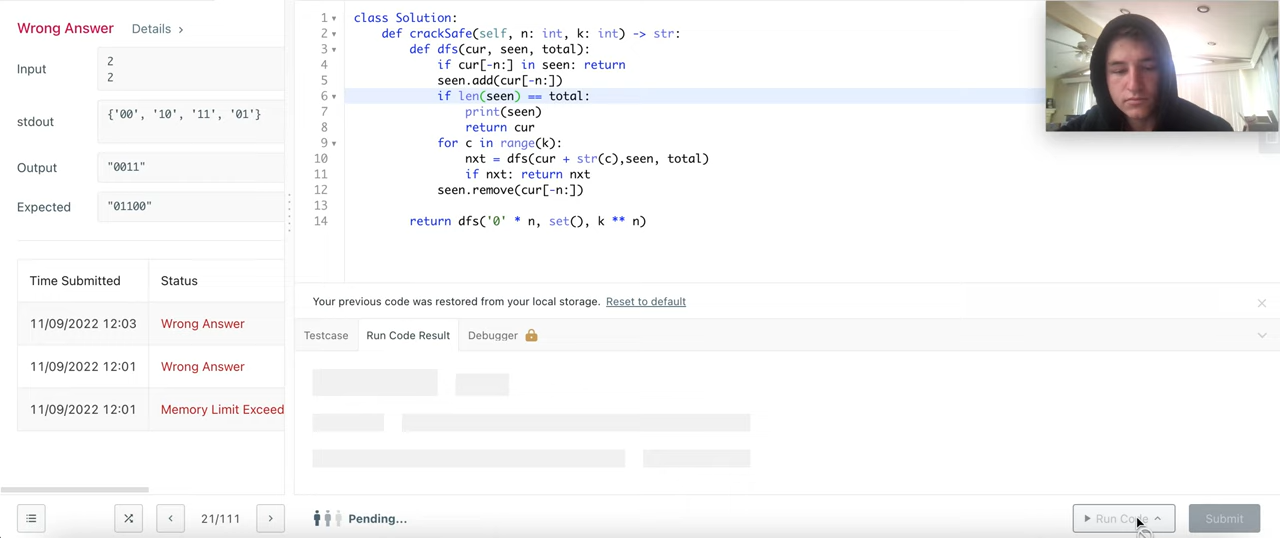 Wrong Answer Details >
Input
2
2
stdout
{'00', '10', '11', '01'}
Output
"0011"
Expected
"01100"
Time Submitted Status
11/09/2022 12:03 Wrong Answer
11/09/2022 12:01 Wrong Answer
11/09/2022 12:01 Memory Limit Exceed
21/111
1 class Solution:
2 def crackSafe(self, n: int, k: int) -> str:
3 def dfs(cur, seen, total):
4 if cur[-n:] in seen: return
5 seen.add(cur[-n:])
6 if len(seen) == total:
7 print(seen)
8 return cur
9 for c in range(k):
10 nxt = dfs(cur + str(c),seen, total)
11 if nxt: return nxt
12 seen.remove(cur[-n:])
13
14 return dfs('0' * n, set(), k ** n)
Your previous code was restored from your local storage. Reset to default
Testcase Run Code Result Debugger
Pending...
Run Code
Submit